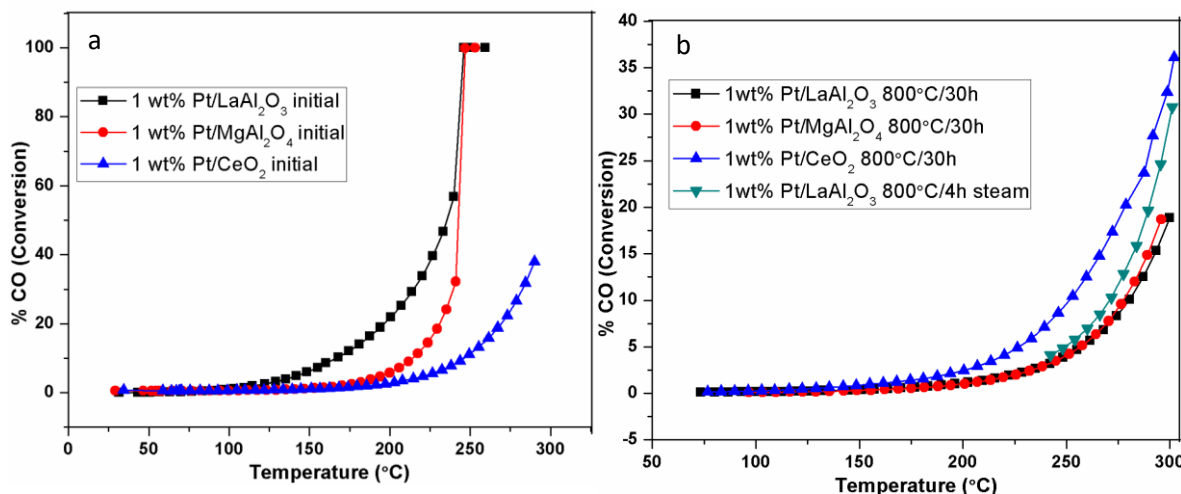 a
100
80
60
40
20
0
% CO (Conversion)
1 wt% Pt/LaAl₂O₃ initial
1 wt% Pt/MgAl₂O₄ initial
1 wt% Pt/CeO₂ initial
0 50 100 150 200 250 300
Temperature (°C)
b
40
35
30
25
20
15
10
5
0
-5
% CO (Conversion)
1wt% Pt/LaAl₂O₃ 800°C/30h
1wt% Pt/MgAl₂O₄ 800°C/30h
1wt% Pt/CeO₂ 800°C/30h
1wt% Pt/LaAl₂O₃ 800°C/4h steam
50 100 150 200 250 300
Temperature (°C)